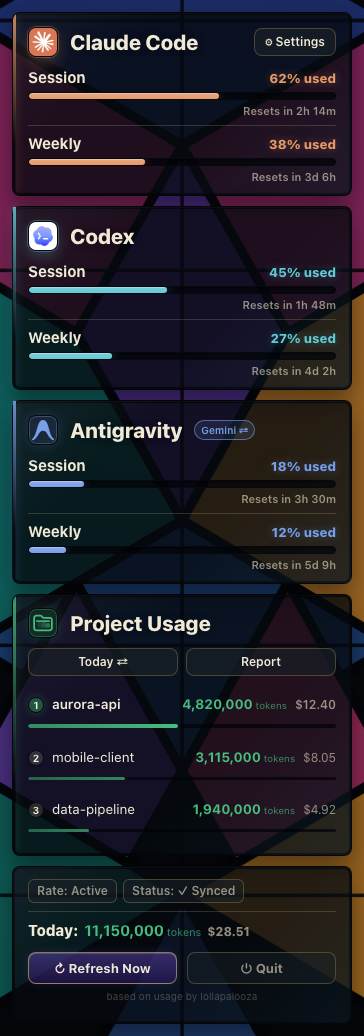 Claude Code
⚙ Settings
Session 62% used
Resets in 2h 14m
Weekly 38% used
Resets in 3d 6h
Codex
Session 45% used
Resets in 1h 48m
Weekly 27% used
Resets in 4d 2h
Antigravity Gemini ⇄
Session 18% used
Resets in 3h 30m
Weekly 12% used
Resets in 5d 9h
Project Usage
Today ⇄ Report
1 aurora-api 4,820,000 tokens $12.40
2 mobile-client 3,115,000 tokens $8.05
3 data-pipeline 1,940,000 tokens $4.92
Rate: Active Status: ✓ Synced
Today: 11,150,000 tokens $28.51
↻ Refresh Now ⏻ Quit
based on usage by lollapalooza